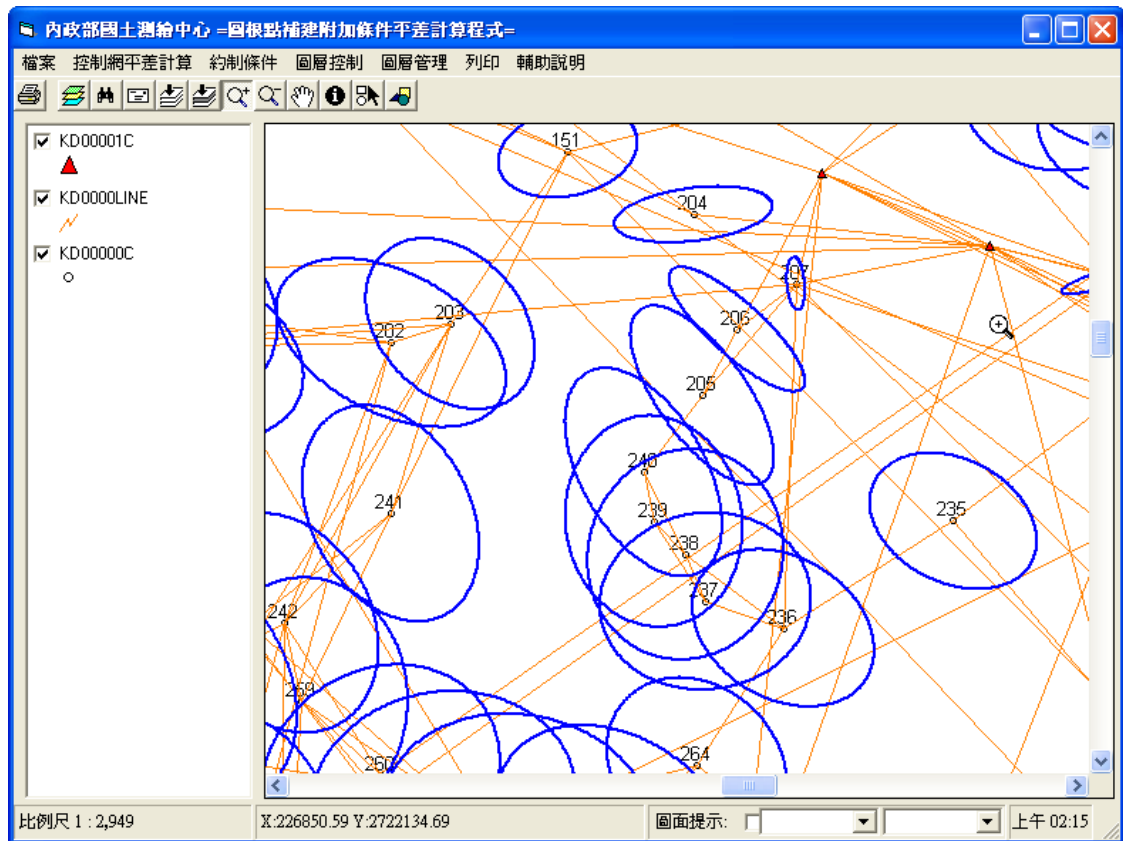 內政部國土測繪中心 =圖根點補建附加條件平差計算程式=
檔案 控制網平差計算 約制條件 圖層控制 圖層管理 列印 輔助說明
KD00001C
KD0000LINE
KD00000C
151
204
207
203
202
206
205
240
241
239
235
238
237
236
242
259
264
260
比例尺 1 : 2,949
X:226850.59 Y:2722134.69
圖面提示:
上午 02:15